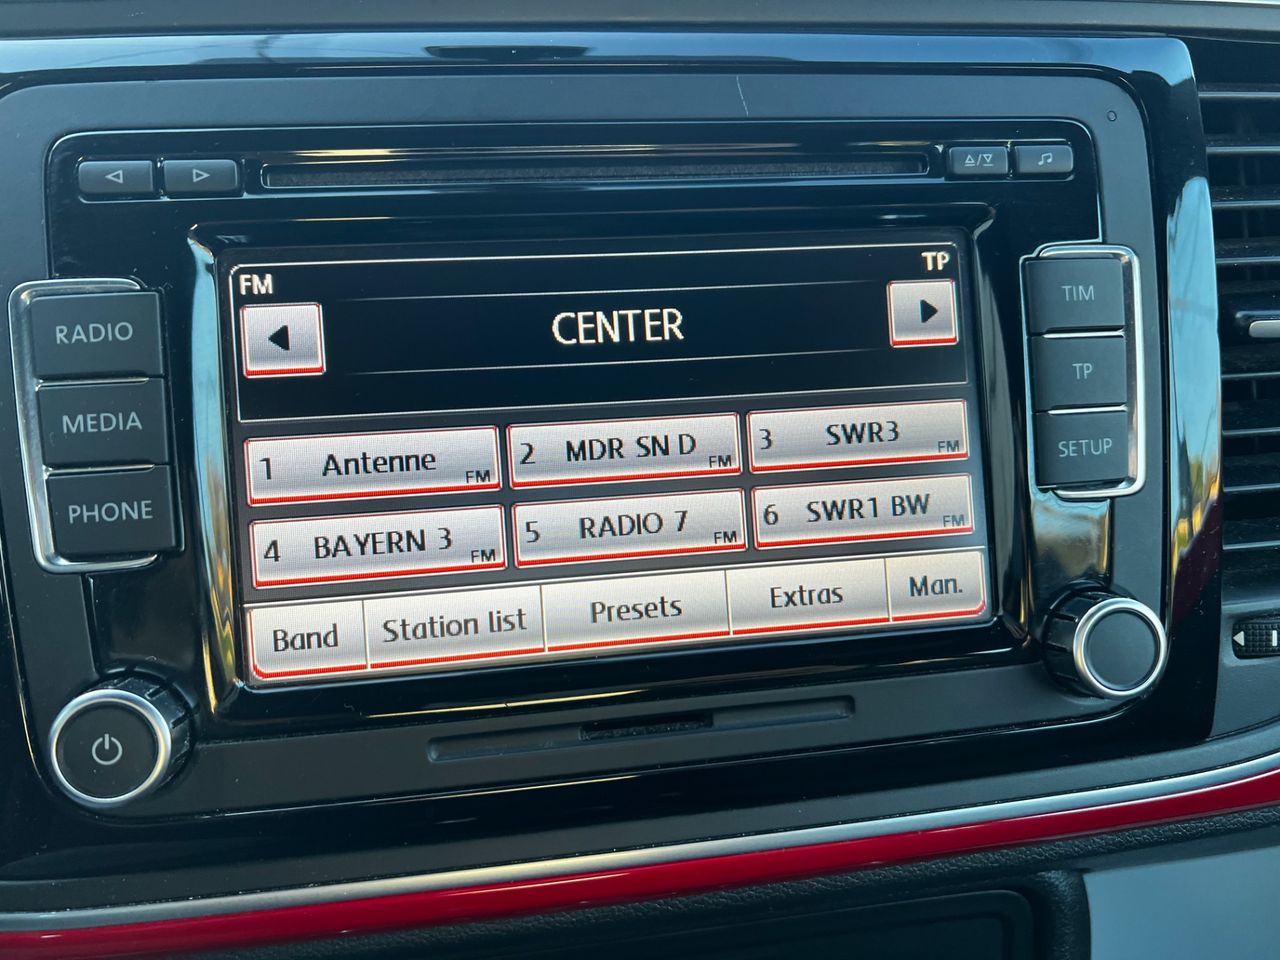 FM
TP
CENTER
1 Antenne FM
2 MDR SN D FM
3 SWR3 FM
4 BAYERN 3 FM
5 RADIO 7 FM
6 SWR1 BW FM
Band
Station list
Presets
Extras
Man.
RADIO
MEDIA
PHONE
TIM
TP
SETUP